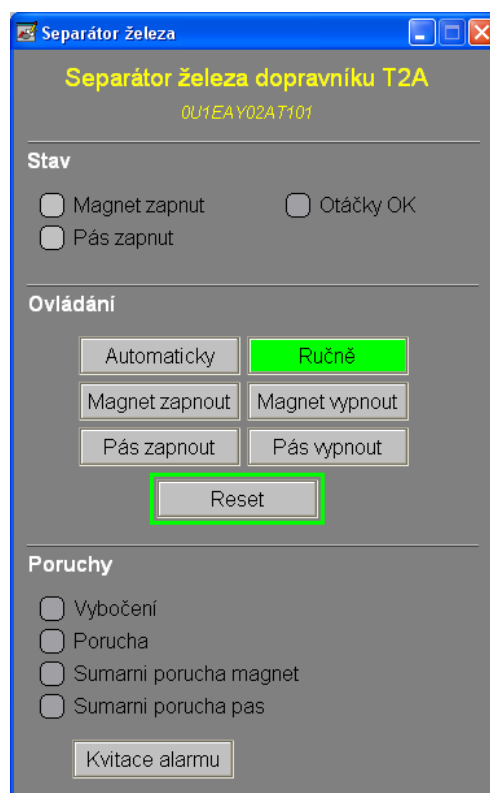 Separátor železa
Separátor železa dopravníku T2A
0U1EAY02AT101
Stav
Magnet zapnut Otáčky OK
Pás zapnut
Ovládání
Automaticky Ručně
Magnet zapnout Magnet vypnout
Pás zapnout Pás vypnout
Reset
Poruchy
Vybočení
Porucha
Sumarni porucha magnet
Sumarni porucha pas
Kvitace alarmu